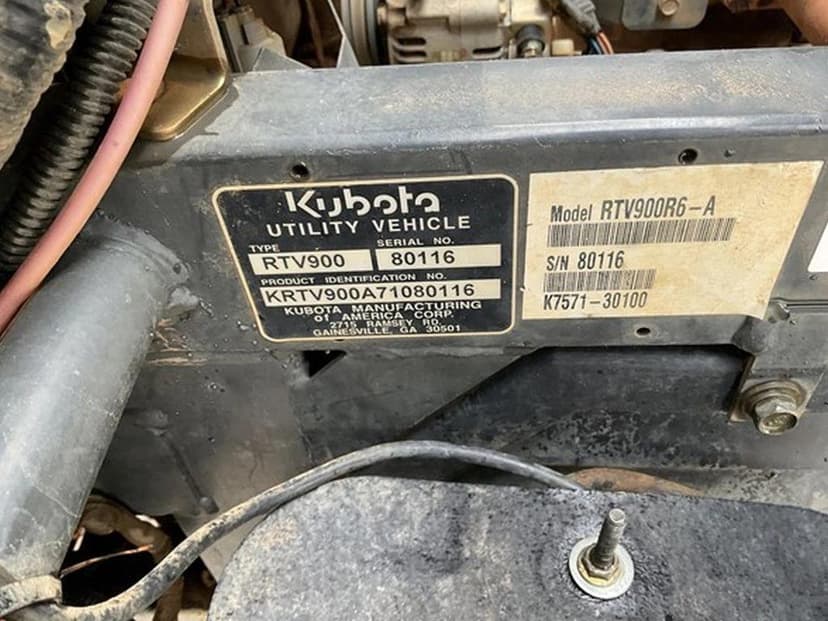 Kubota
UTILITY VEHICLE
TYPE SERIAL NO.
RTV900 80116
PRODUCT IDENTIFICATION NO.
KRTV900A71080116
KUBOTA MANUFACTURING
of AMERICA CORP.
2715 RAMSEY RD.
GAINESVILLE, GA 30501
Model RTV900R6-A
S/N 80116
K7571-30100